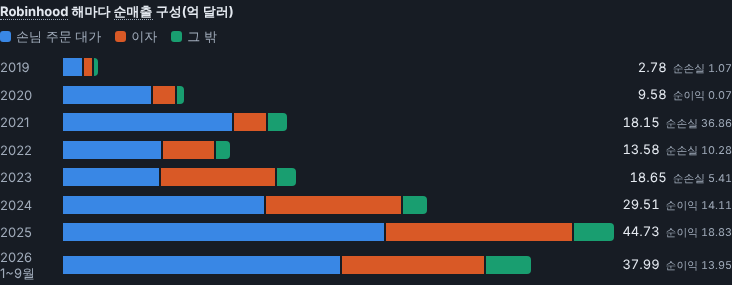 Robinhood 해마다 순매출 구성(억 달러)
손님 주문 대가 이자 그 밖
2019 2.78 순손실 1.07
2020 9.58 순이익 0.07
2021 18.15 순손실 36.86
2022 13.58 순손실 10.28
2023 18.65 순손실 5.41
2024 29.51 순이익 14.11
2025 44.73 순이익 18.83
2026
1~9월 37.99 순이익 13.95